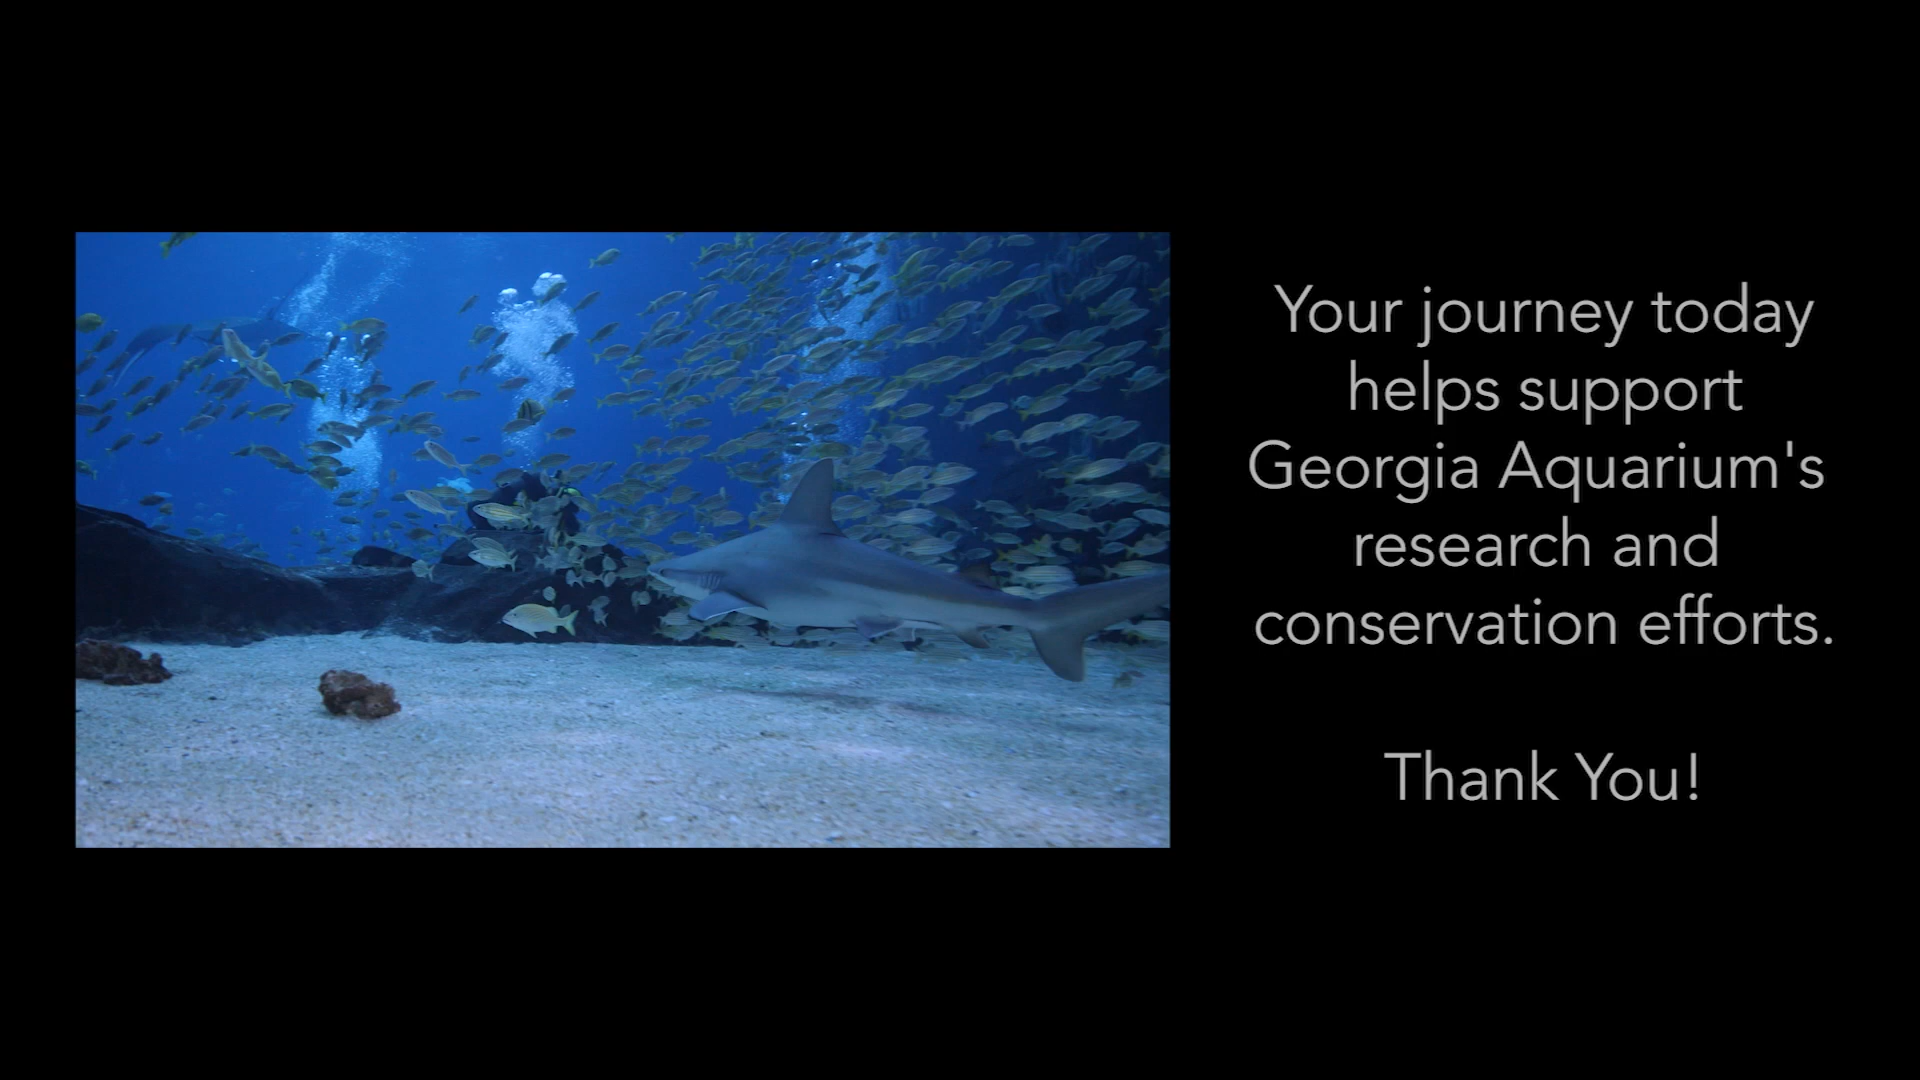 Your journey today
helps support
Georgia Aquarium's
research and
conservation efforts.
Thank You!